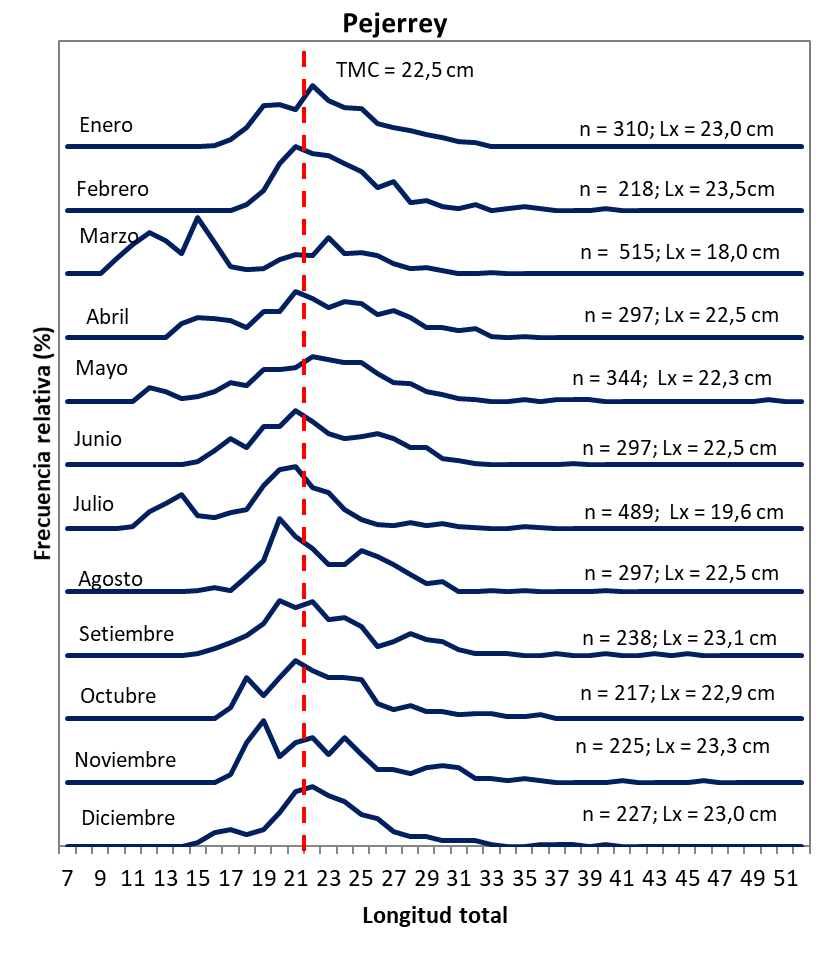 Pejerrey
TMC = 22,5 cm
Enero
n = 310; Lx = 23,0 cm
Febrero
n =  218; Lx = 23,5cm
Marzo
n =  515; Lx = 18,0 cm
Abril
n = 297; Lx = 22,5 cm
Mayo
n = 344;  Lx = 22,3 cm
Junio
n = 297; Lx = 22,5 cm
Julio
n = 489;  Lx = 19,6 cm
Agosto
n = 297; Lx = 22,5 cm
Setiembre
n = 238; Lx = 23,1 cm
Octubre
n = 217; Lx = 22,9 cm
Noviembre
n = 225; Lx = 23,3 cm
Diciembre
n = 227; Lx = 23,0 cm
Frecuencia relativa (%)
7 9 11 13 15 17 19 21 23 25 27 29 31 33 35 37 39 41 43 45 47 49 51
Longitud total